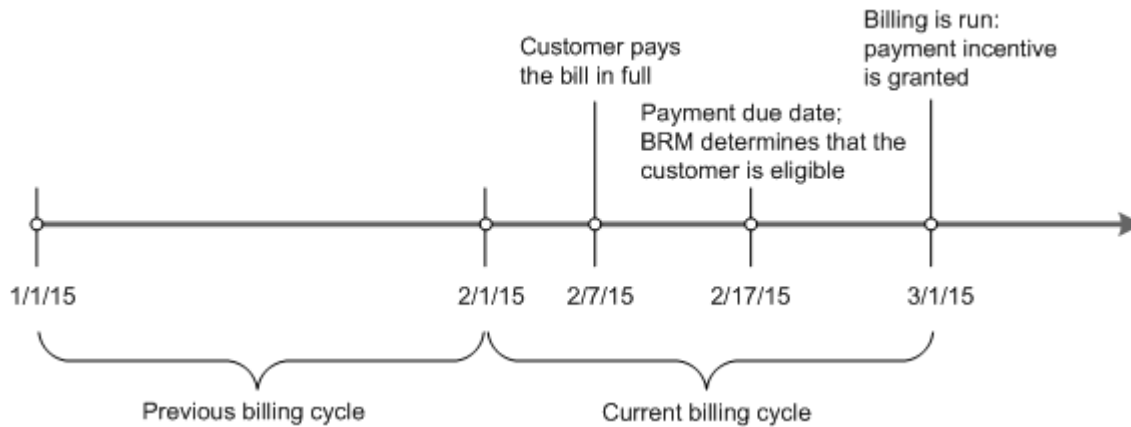 Billing is run:
payment incentive
is granted
Customer pays
the bill in full
Payment due date;
BRM determines that the
customer is eligible
1/1/15
2/1/15
2/7/15
2/17/15
3/1/15
Previous billing cycle
Current billing cycle